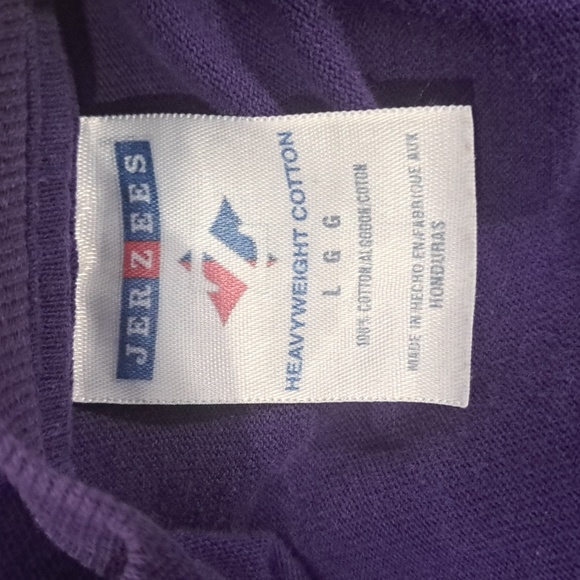 JERZEES
HEAVYWEIGHT COTTON
L G G
100% COTTON/ALGODON/COTON
MADE IN/HECHO EN/FABRIQUE AUX
HONDURAS